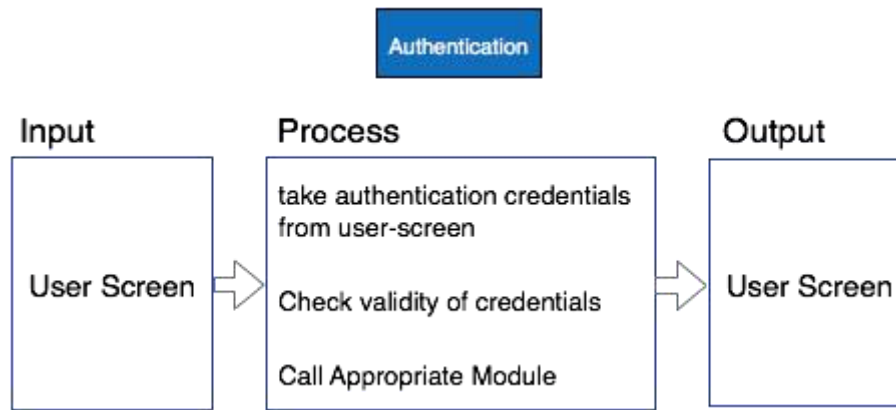 Authentication
Input
Process
Output
User Screen
take authentication credentials
from user-screen
Check validity of credentials
Call Appropriate Module
User Screen